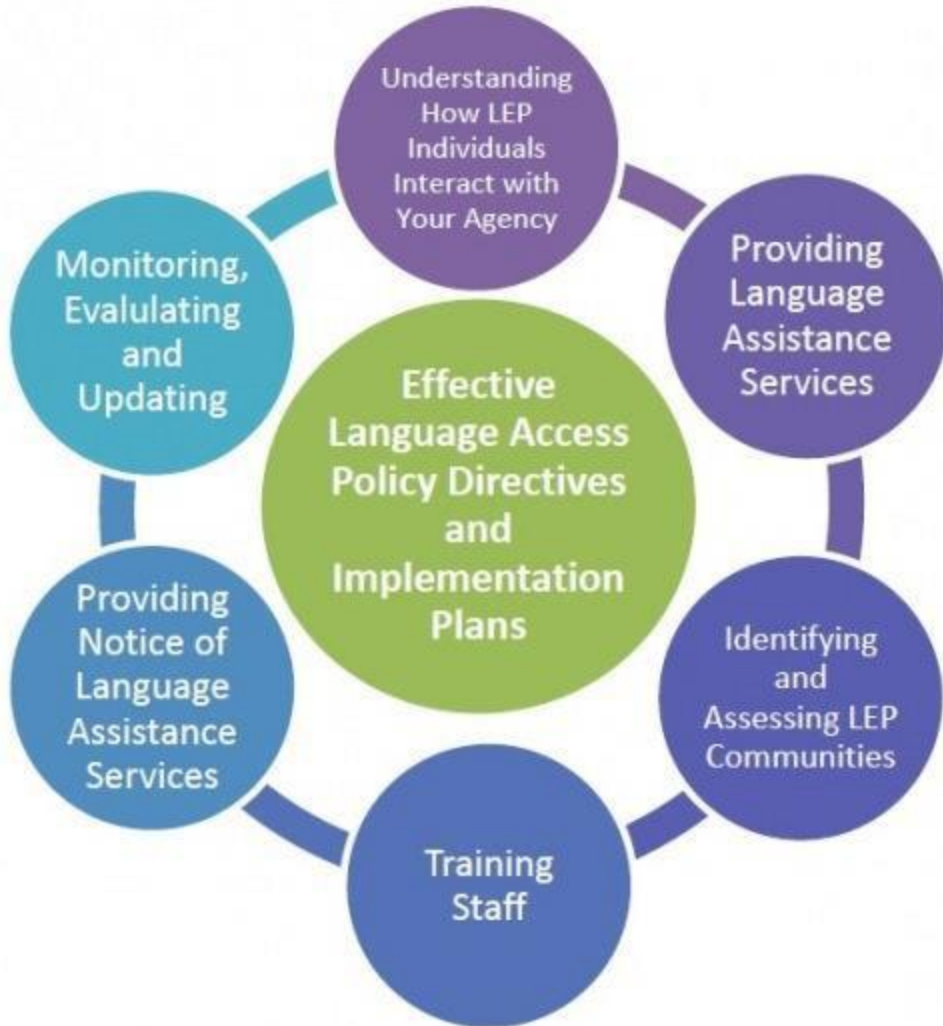 Understanding
How LEP
Individuals
Interact with
Your Agency
Providing
Language
Assistance
Services
Identifying
and
Assessing LEP
Communities
Training
Staff
Providing
Notice of
Language
Assistance
Services
Monitoring,
Evalulating
and
Updating
Effective
Language Access
Policy Directives
and
Implementation
Plans